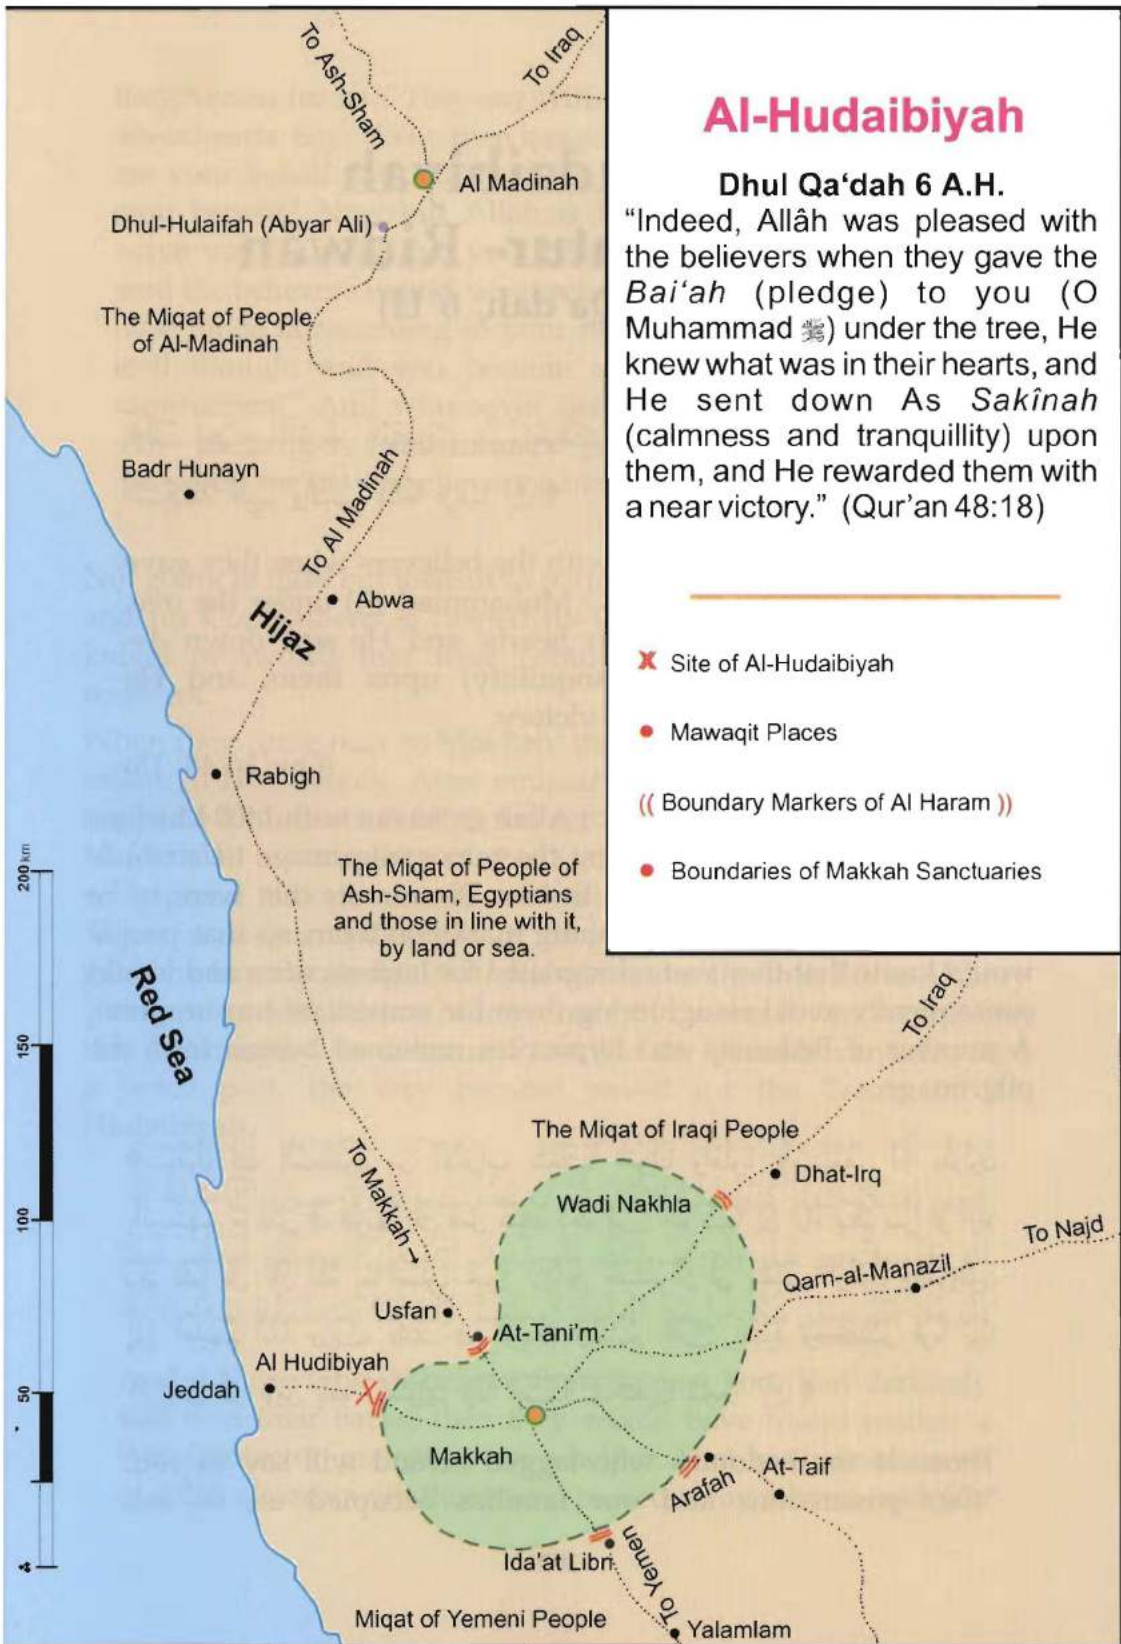 To Ash-Sham
To Iraq
Al Madinah
Dhul-Hulaifah (Abyar Ali)
The Miqat of People
of Al-Madinah
Badr Hunayn
To Al Madinah
Abwa
Hijaz
Rabigh
The Miqat of People of
Ash-Sham, Egyptians
and those in line with it,
by land or sea.
Red Sea
200 km
150
100
50
To Makkah →
Al-Hudaibiyah
Dhul Qa‘dah 6 A.H.
“Indeed, Allâh was pleased with
the believers when they gave the
Bai‘ah (pledge) to you (O
Muhammad ﷺ) under the tree, He
knew what was in their hearts, and
He sent down As Sakînah
(calmness and tranquillity) upon
them, and He rewarded them with
a near victory.” (Qur’an 48:18)
Site of Al-Hudaibiyah
Mawaqit Places
(( Boundary Markers of Al Haram ))
Boundaries of Makkah Sanctuaries
To Iraq
The Miqat of Iraqi People
Dhat-Irq
Wadi Nakhla
To Najd
Qarn-al-Manazil
Usfan
At-Tani’m
Al Hudibiyah
Jeddah
Makkah
Arafah
At-Taif
Ida’at Libn
To Yemen
Miqat of Yemeni People
Yalamlam